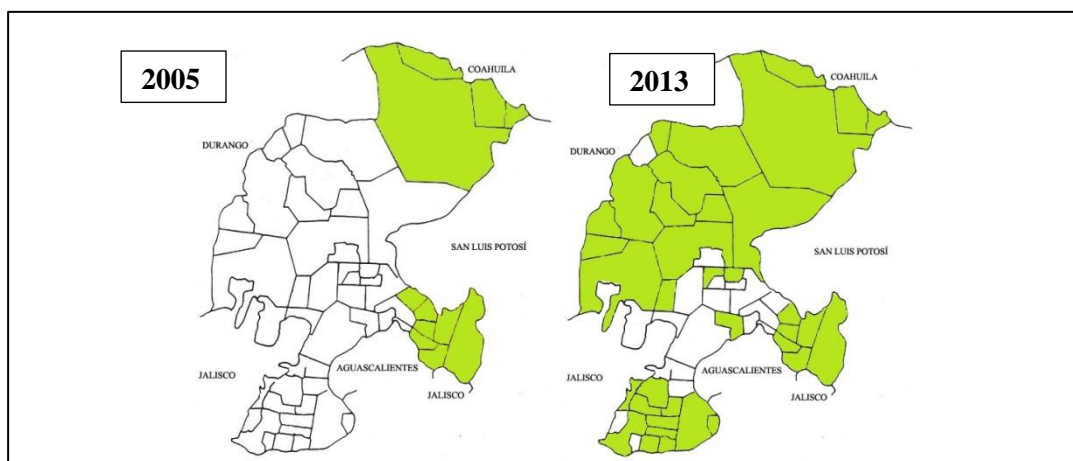 2005
COAHUILA
DURANGO
SAN LUIS POTOSÍ
JALISCO
AGUASCALIENTES
JALISCO
2013
COAHUILA
DURANGO
SAN LUIS POTOSÍ
JALISCO
AGUASCALIENTES
JALISCO